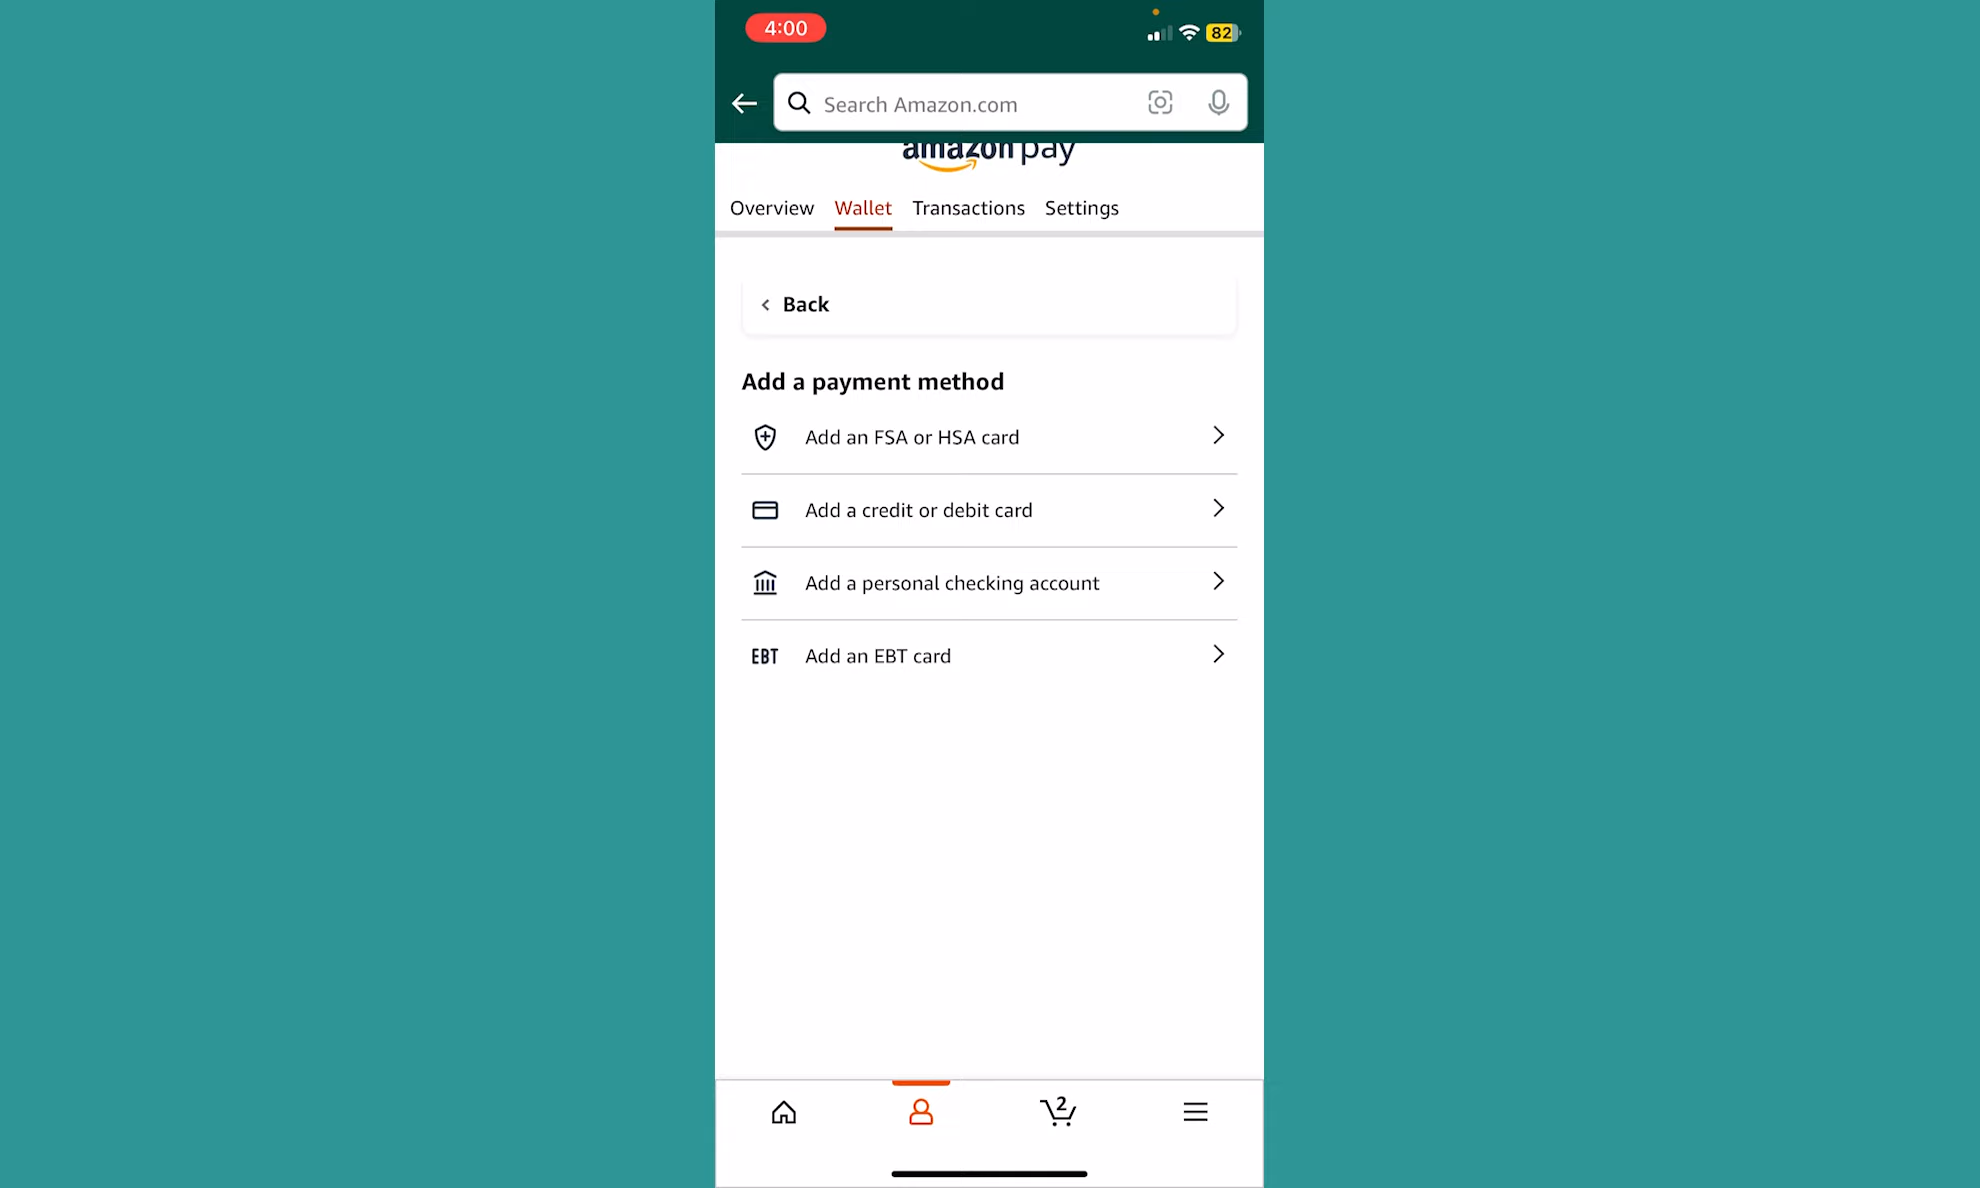 4:00
82
Search Amazon.com
amazon pay
Overview Wallet Transactions Settings
Back
Add a payment method
Add an FSA or HSA card
Add a credit or debit card
Add a personal checking account
EBT Add an EBT card
2